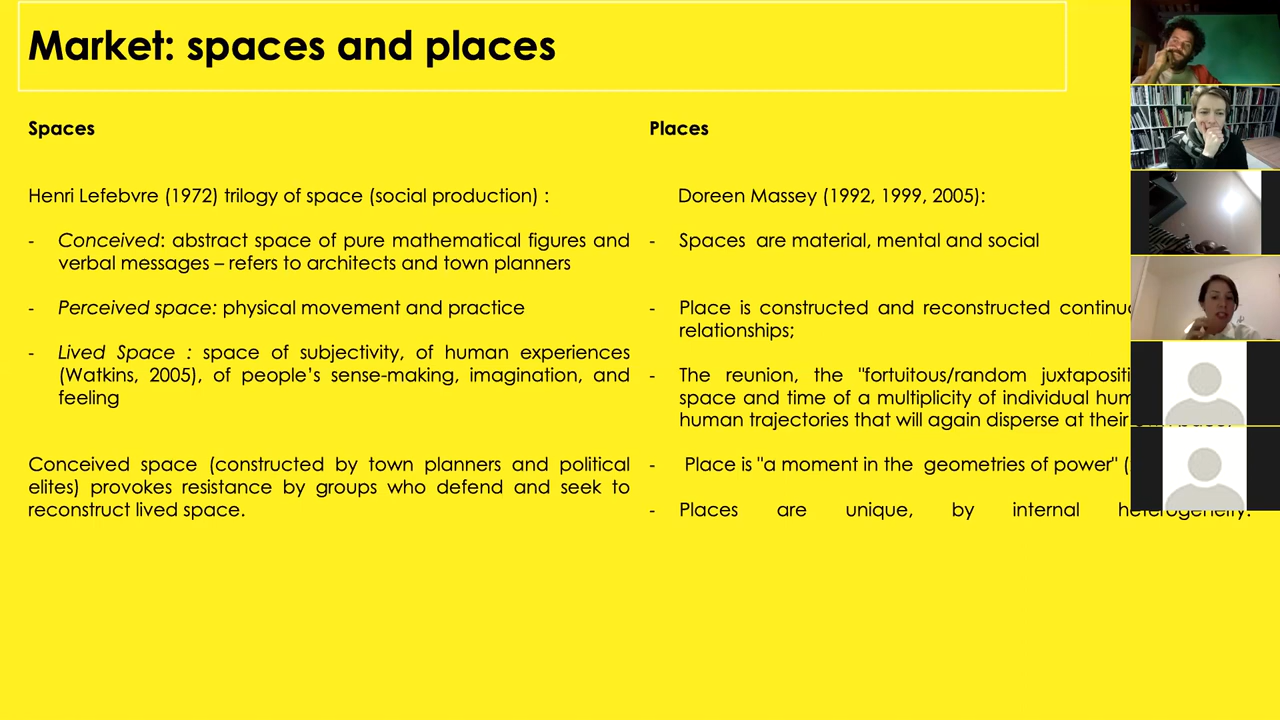 Market: spaces and places
Spaces
Henri Lefebvre (1972) trilogy of space (social production) :
- Conceived: abstract space of pure mathematical figures and
verbal messages – refers to architects and town planners
- Perceived space: physical movement and practice
- Lived Space : space of subjectivity, of human experiences
(Watkins, 2005), of people’s sense-making, imagination, and
feeling
Conceived space (constructed by town planners and political
elites) provokes resistance by groups who defend and seek to
reconstruct lived space.
Places
Doreen Massey (1992, 1999, 2005):
- Spaces are material, mental and social
- Place is constructed and reconstructed
relationships;
- The reunion, the "fortuitous/random
space and time of a multiplicity of individual
human trajectories that will again disperse at their
- Place is "a moment in the geometries of power" (
- Places are unique, by internal heterogeneity.